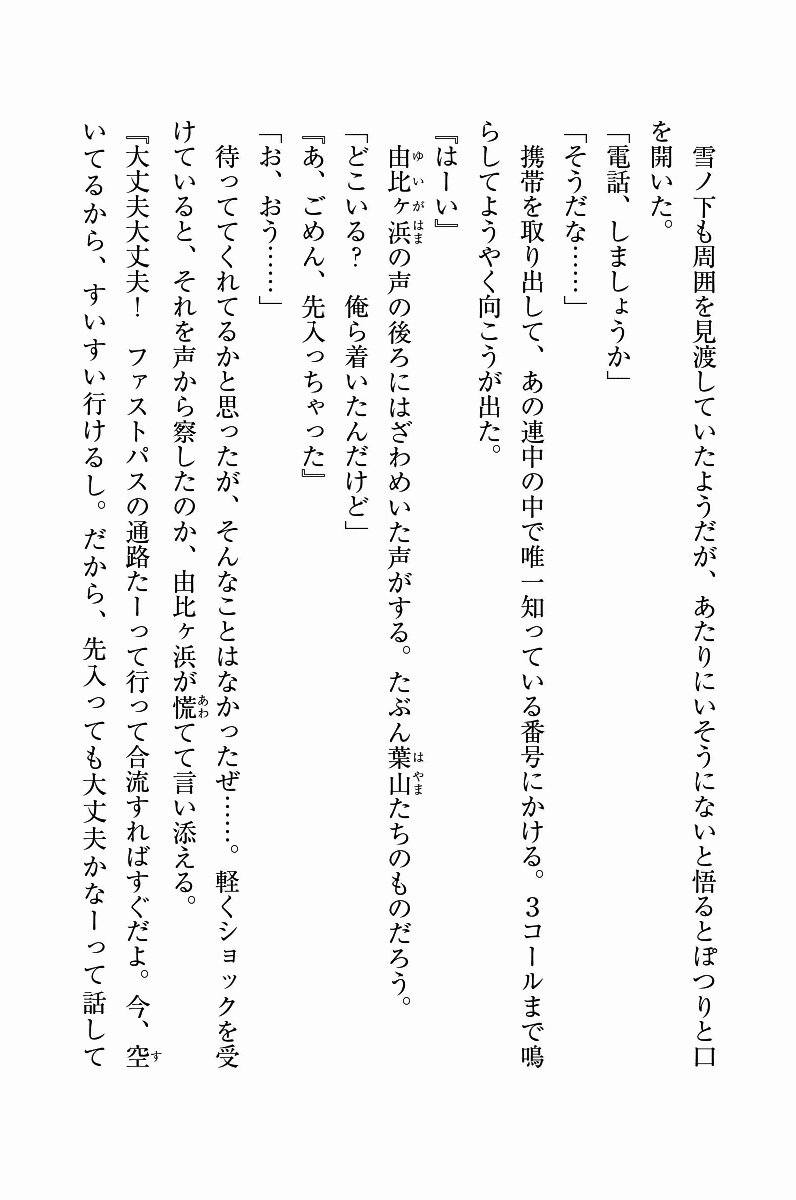 雪ノ下も周囲を見渡していたようだが、あたりにいそうにないと悟るとぽつりと口
を開いた。
「電話、しましょうか」
「そうだな……」
　携帯を取り出して、あの連中の中で唯一知っている番号にかける。３コールまで鳴
らしてようやく向こうが出た。
『はーい』
　由比ヶ浜の声の後ろにはざわめいた声がする。たぶん葉山たちのものだろう。
「どこいる？　俺ら着いたんだけど」
『あ、ごめん、先入っちゃった』
「お、おう……」
　待っててくれてるかと思ったが、そんなことはなかったぜ……。軽くショックを受
けていると、それを声から察したのか、由比ヶ浜が慌てて言い添える。
『大丈夫大丈夫！　ファストパスの通路たーって行って合流すればすぐだよ。今、空
いてるから、すいすい行けるし。だから、先入っても大丈夫かなーって話して